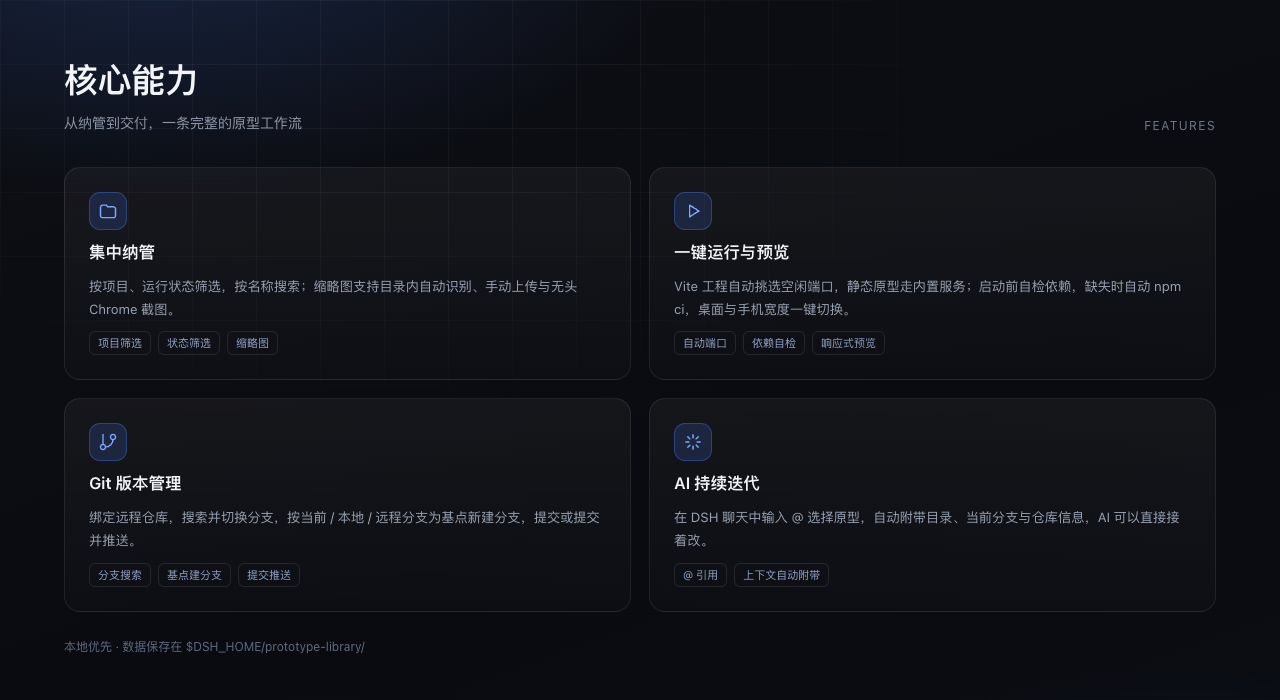 核心能力
从纳管到交付，一条完整的原型工作流
FEATURES
集中纳管
按项目、运行状态筛选，按名称搜索；缩略图支持目录内自动识别、手动上传与无头
Chrome 截图。
项目筛选 状态筛选 缩略图
一键运行与预览
Vite 工程自动挑选空闲端口，静态原型走内置服务；启动前自检依赖，缺失时自动 npm
ci，桌面与手机宽度一键切换。
自动端口 依赖自检 响应式预览
Git 版本管理
绑定远程仓库，搜索并切换分支，按当前 / 本地 / 远程分支为基点新建分支，提交或提交
并推送。
分支搜索 基点建分支 提交推送
AI 持续迭代
在 DSH 聊天中输入 @ 选择原型，自动附带目录、当前分支与仓库信息，AI 可以直接接
着改。
@ 引用 上下文自动附带
本地优先 · 数据保存在 $DSH_HOME/prototype-library/